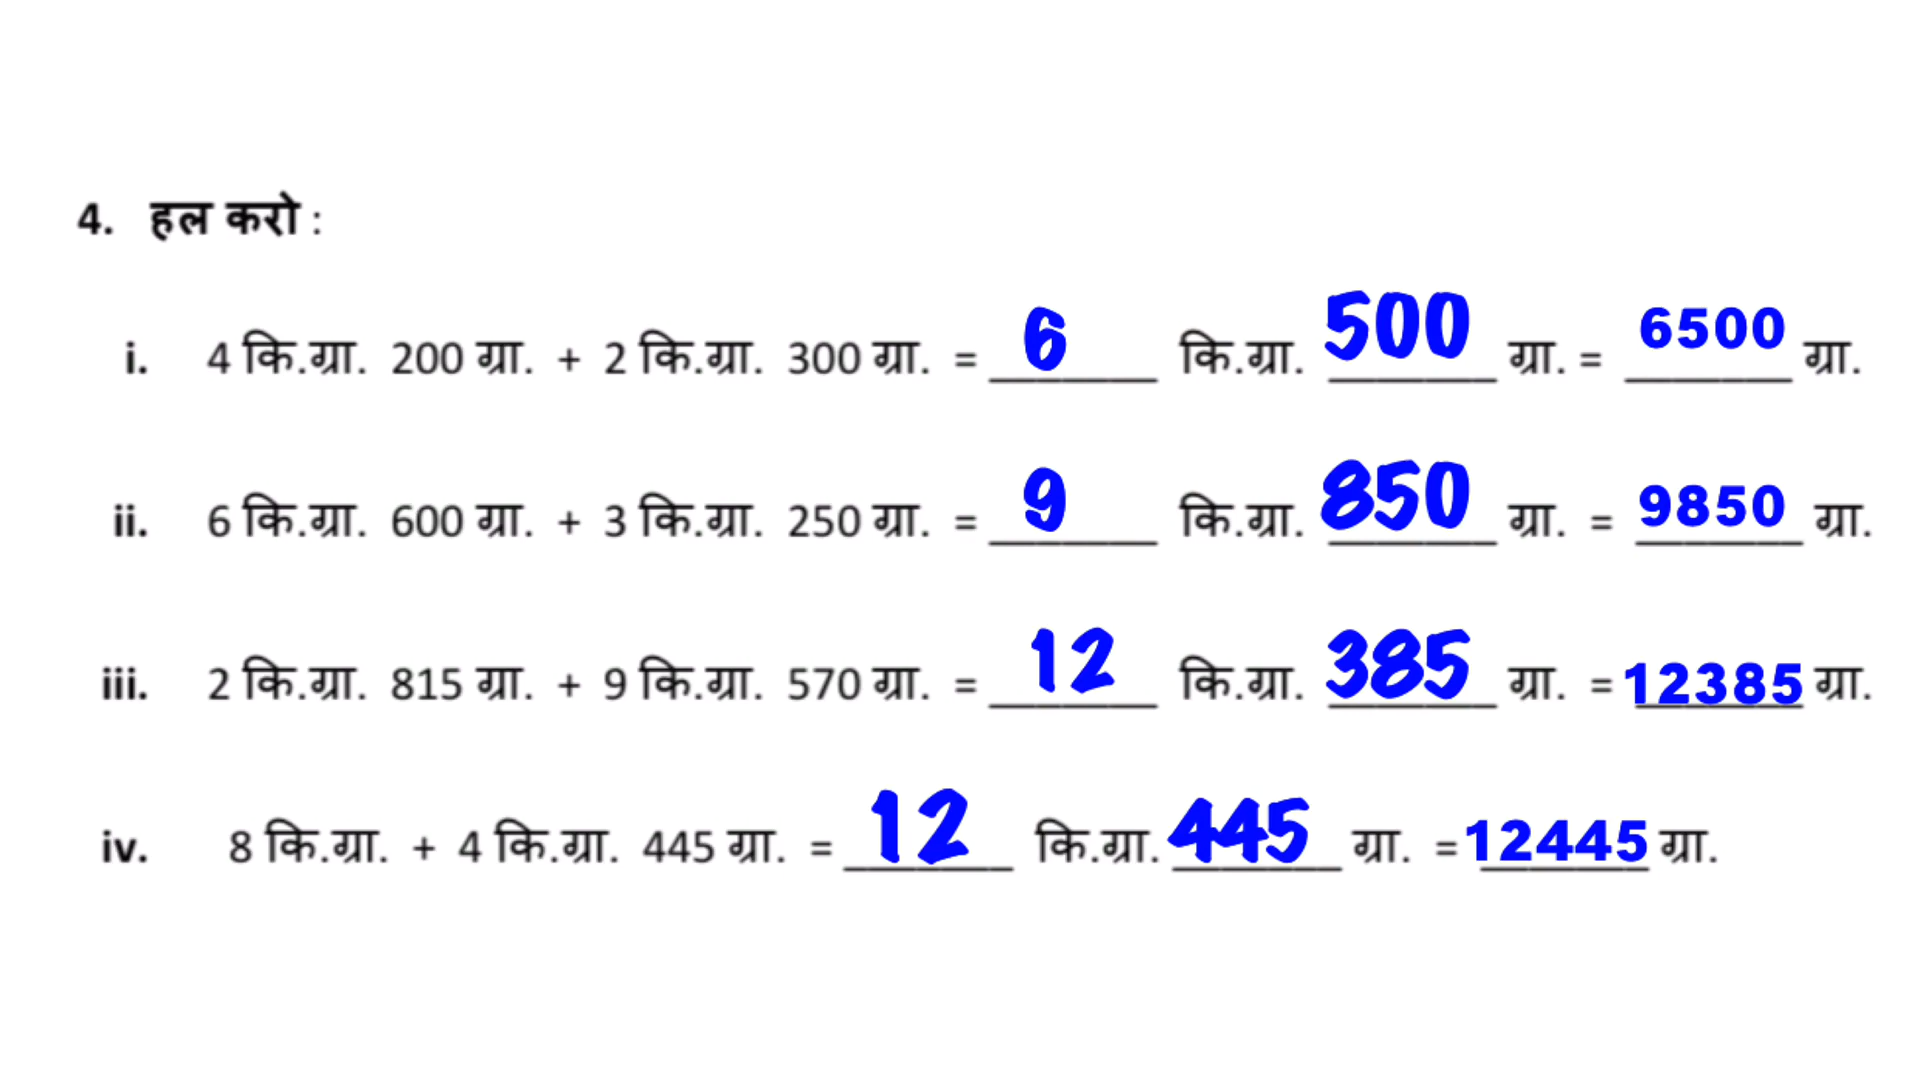 4. हल करो :
i. 4 कि.ग्रा. 200 ग्रा. + 2 कि.ग्रा. 300 ग्रा. = 6 कि.ग्रा. 500 ग्रा. = 6500 ग्रा.
ii. 6 कि.ग्रा. 600 ग्रा. + 3 कि.ग्रा. 250 ग्रा. = 9 कि.ग्रा. 850 ग्रा. = 9850 ग्रा.
iii. 2 कि.ग्रा. 815 ग्रा. + 9 कि.ग्रा. 570 ग्रा. = 12 कि.ग्रा. 385 ग्रा. = 12385 ग्रा.
iv. 8 कि.ग्रा. + 4 कि.ग्रा. 445 ग्रा. = 12 कि.ग्रा. 445 ग्रा. = 12445 ग्रा.